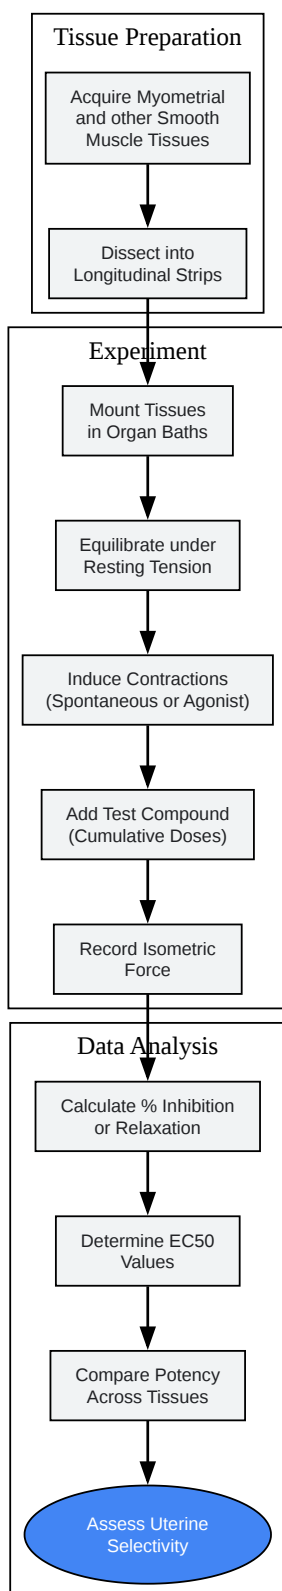 Tissue Preparation
Acquire Myometrial
and other Smooth
Muscle Tissues
Dissect into
Longitudinal Strips
Experiment
Mount Tissues
in Organ Baths
Equilibrate under
Resting Tension
Induce Contractions
(Spontaneous or Agonist)
Add Test Compound
(Cumulative Doses)
Record Isometric
Force
Data Analysis
Calculate % Inhibition
or Relaxation
Determine EC50
Values
Compare Potency
Across Tissues
Assess Uterine
Selectivity